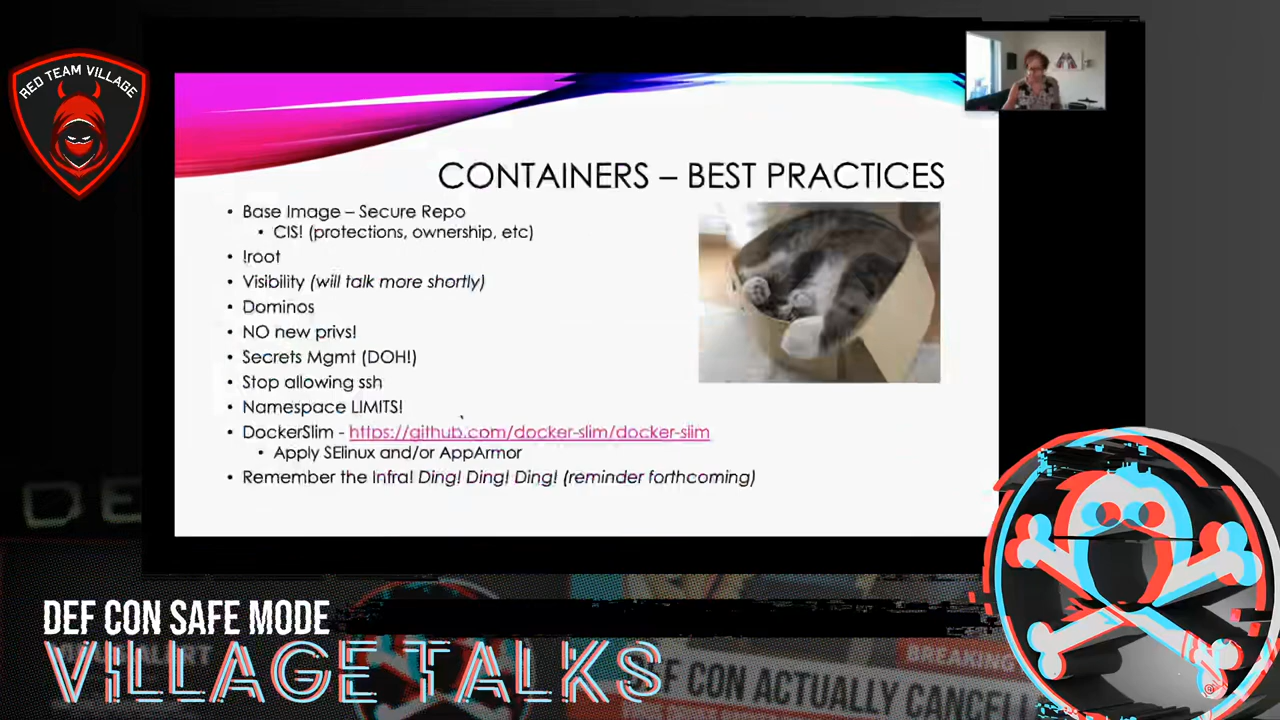 RED TEAM VILLAGE
CONTAINERS – BEST PRACTICES
• Base Image – Secure Repo
• CIS! (protections, ownership, etc)
• !root
• Visibility (will talk more shortly)
• Dominos
• NO new privs!
• Secrets Mgmt (DOH!)
• Stop allowing ssh
• Namespace LIMITS!
• DockerSlim - https://github.com/docker-slim/docker-slim
• Apply SElinux and/or AppArmor
• Remember the Infra! Ding! Ding! Ding! (reminder forthcoming)
DE
DEF CON SAFE MODE
VILLAGE TALKS
BREAKING
F CON ACTUALLY CANCELL